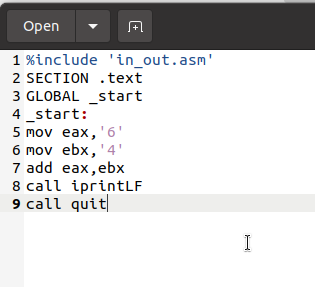 Open
1 %include 'in_out.asm'
2 SECTION .text
3 GLOBAL _start
4 _start:
5 mov eax,'6'
6 mov ebx,'4'
7 add eax,ebx
8 call iprintLF
9 call quit